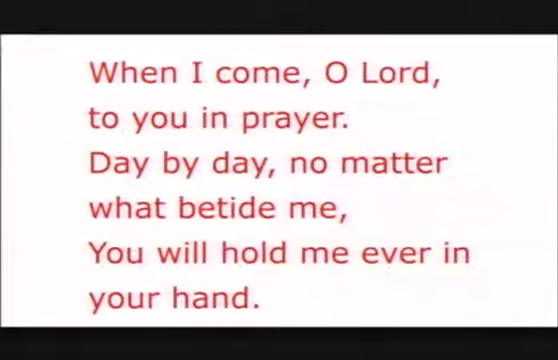 When I come, O Lord,
to you in prayer.
Day by day, no matter
what betide me,
You will hold me ever in
your hand.